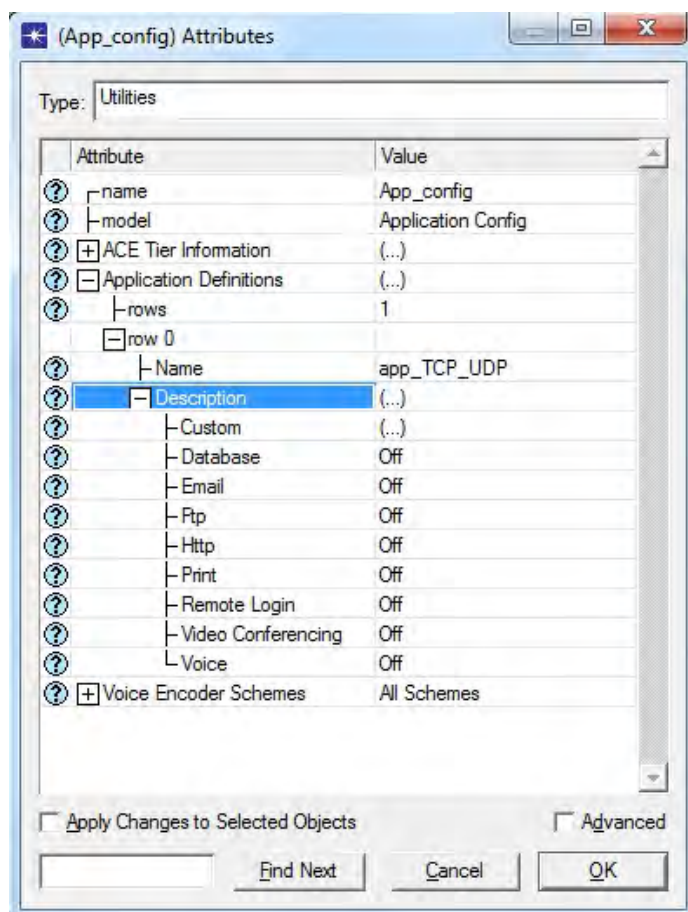 (App_config) Attributes
Type: Utilities
Attribute Value
name App_config
model Application Config
ACE Tier Information (...)
Application Definitions (...)
rows 1
row 0
Name app_TCP_UDP
Description (...)
Custom (...)
Database Off
Email Off
Ftp Off
Http Off
Print Off
Remote Login Off
Video Conferencing Off
Voice Off
Voice Encoder Schemes All Schemes
Apply Changes to Selected Objects Advanced
Find Next Cancel OK